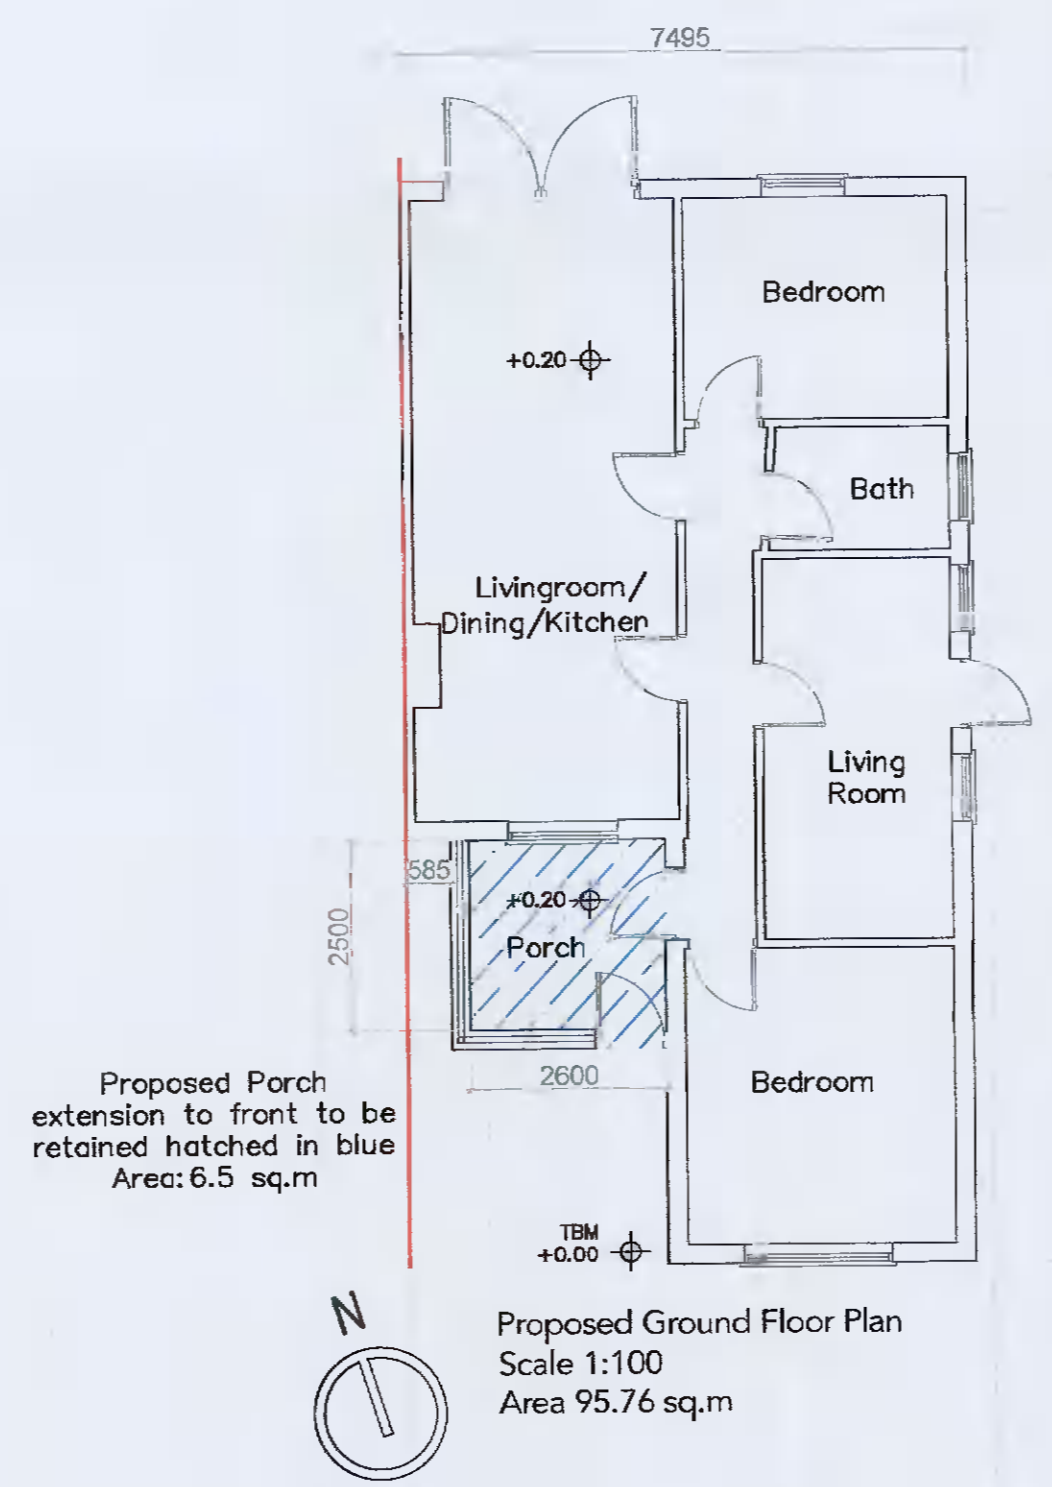 7495
Bedroom
+0.20
Bath
Livingroom/
Dining/Kitchen
Living
Room
585
+0.20
2500
Porch
2600
Bedroom
Proposed Porch
extension to front to be
retained hatched in blue
Area: 6.5 sq.m
TBM
+0.00
N
Proposed Ground Floor Plan
Scale 1:100
Area 95.76 sq.m